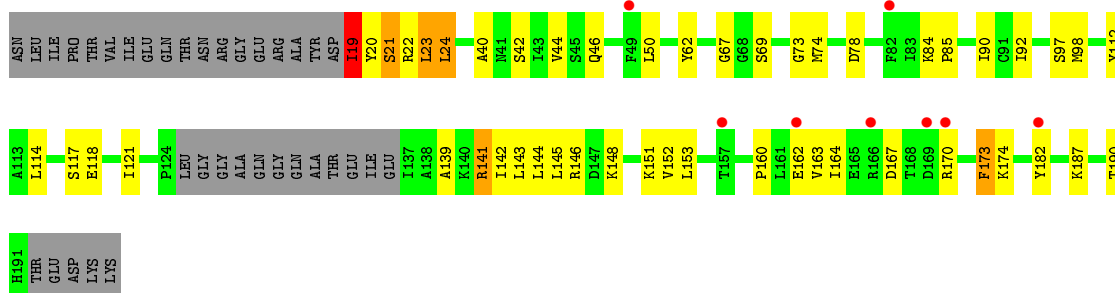 ASN LEU ILE PRO THR VAL ILE GLU GLN THR ASN ARG GLY GLU ARG ALA TYR ASP I19 Y20 S21 R22 L23 L24 A40 N41 S42 I43 V44 S45 Q46 F49 L50 Y62 G67 G68 S69 G73 M74 D78 F82 I83 K84 P85 I90 C91 I92 S97 M98 Y112
A113 L114 S117 E118 I121 P124 LEU GLY GLY ALA GLN GLY GLN ALA THR GLU ILE GLU I137 A138 A139 K140 R141 I142 L143 L144 L145 R146 D147 K148 K151 V152 L153 T157 P160 L161 E162 V163 I164 E165 R166 D167 T168 D169 R170 F173 K174 Y182 K187 T190
H191 THR GLU ASP LYS LYS